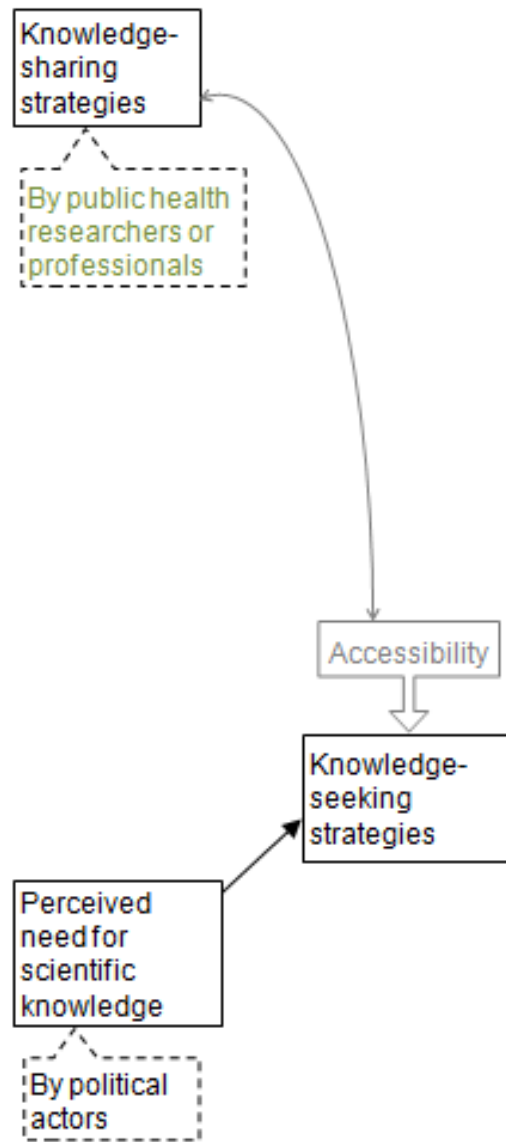 Knowledge-
sharing
strategies
By public health
researchers or
professionals
Accessibility
Knowledge-
seeking
strategies
Perceived
need for
scientific
knowledge
By political
actors